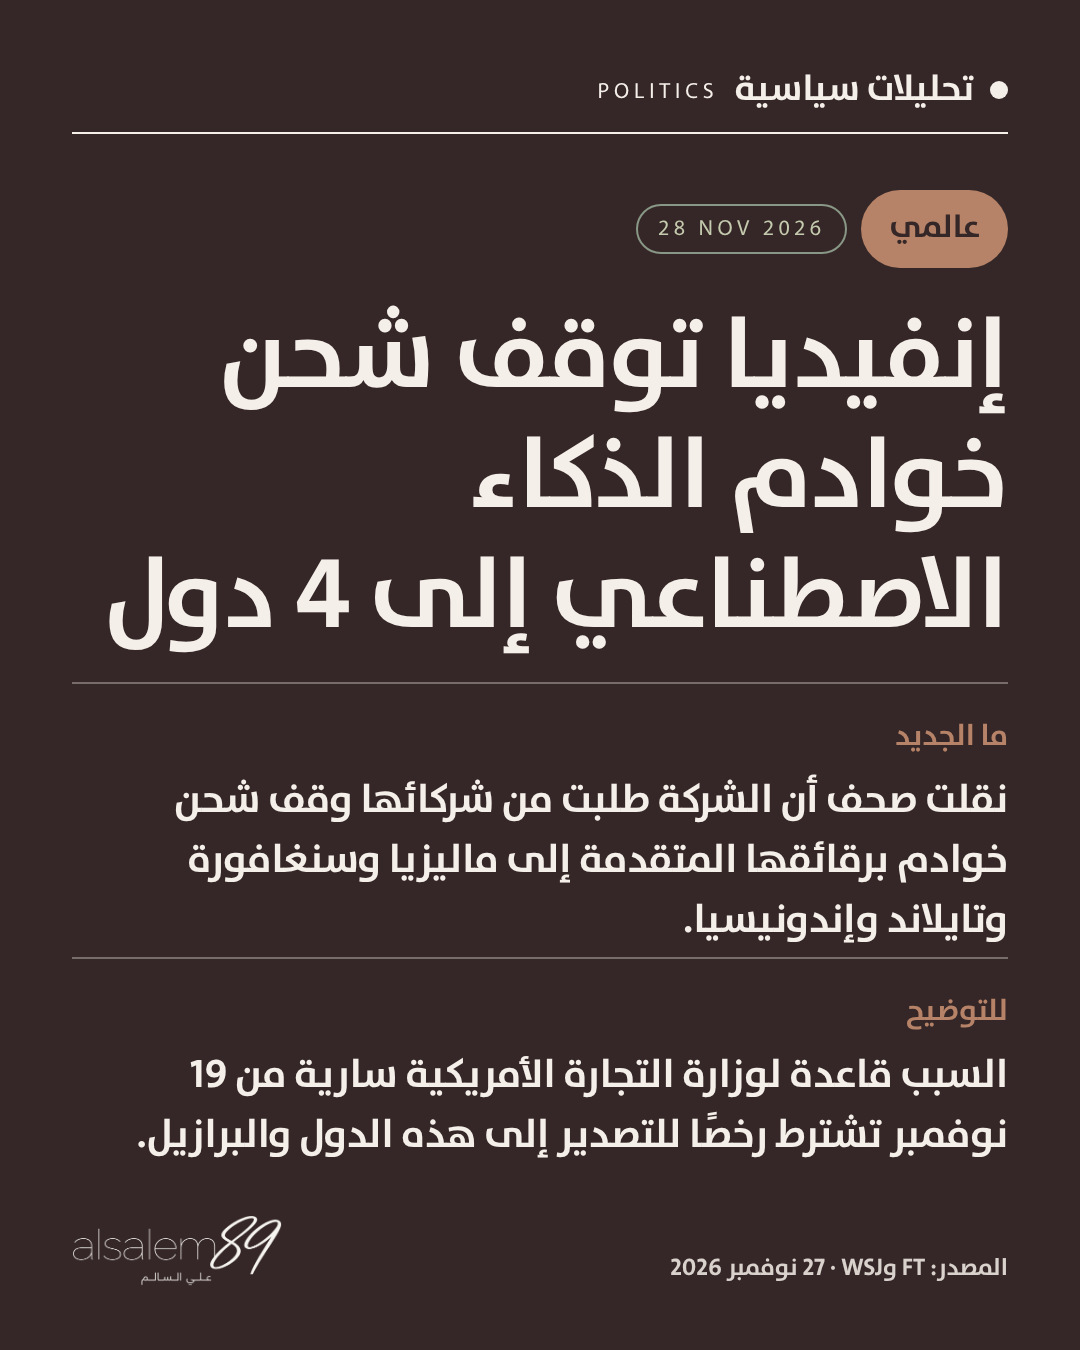 تحليلات سياسية POLITICS
عالمي 28 NOV 2026
إنفيديا توقف شحن
خوادم الذكاء
الاصطناعي إلى 4 دول
ما الجديد
نقلت صحف أن الشركة طلبت من شركائها وقف شحن
خوادم برقائقها المتقدمة إلى ماليزيا وسنغافورة
وتايلاند وإندونيسيا.
للتوضيح
السبب قاعدة لوزارة التجارة الأمريكية سارية من 19
نوفمبر تشترط رخصًا للتصدير إلى هذه الدول والبرازيل.
المصدر: FT وWSJ · 27 نوفمبر 2026
alsalem89
علي السالم